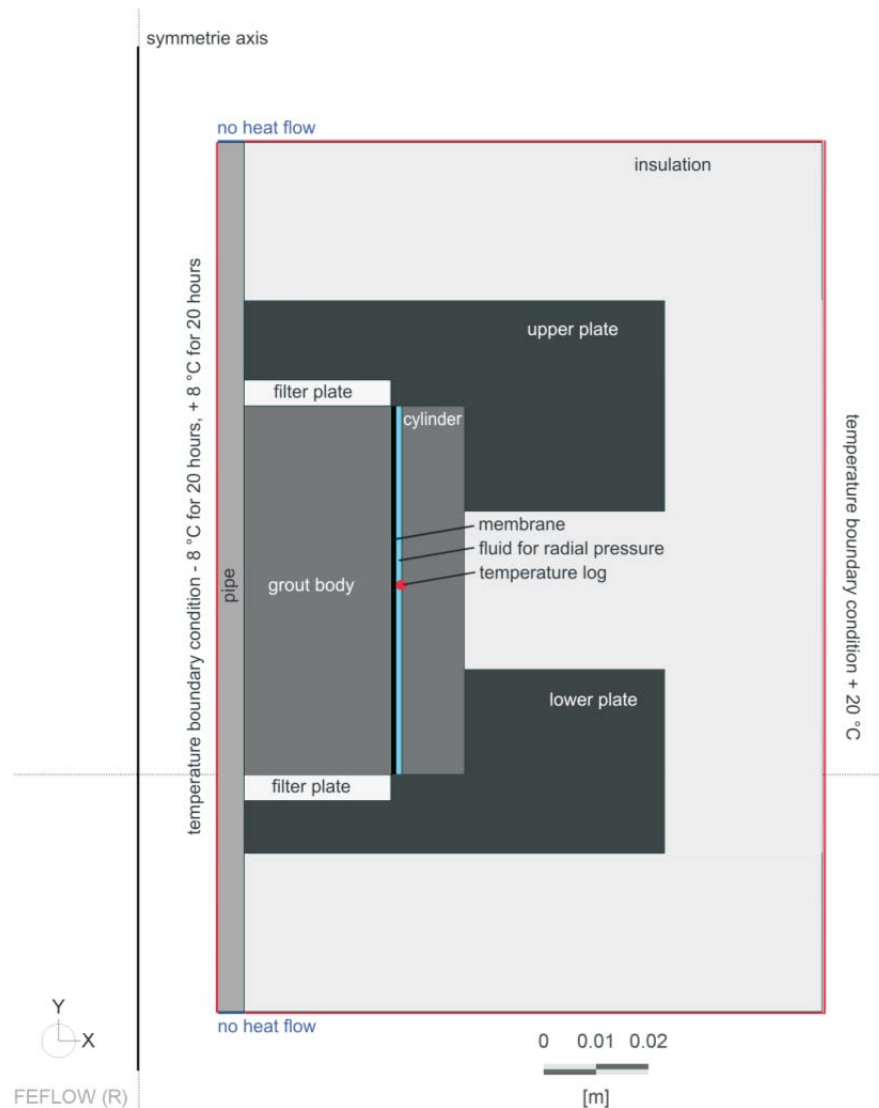 symmetrie axis
no heat flow
insulation
temperature boundary condition - 8 °C for 20 hours, + 8 °C for 20 hours
upper plate
filter plate
cylinder
temperature boundary condition + 20 °C
membrane
fluid for radial pressure
temperature log
pipe
grout body
lower plate
filter plate
no heat flow
Y
X
0 0.01 0.02
[m]
FEFLOW (R)